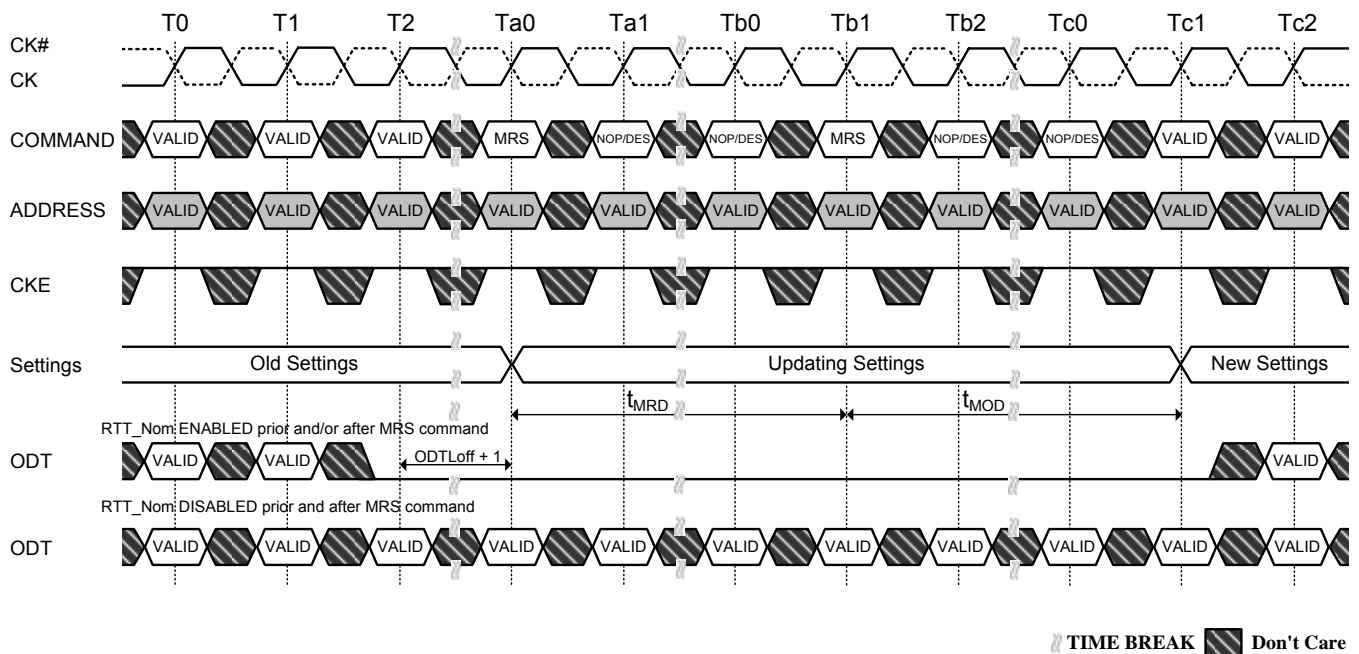 T0 T1 T2 Ta0 Ta1 Tb0 Tb1 Tb2 Tc0 Tc1 Tc2
CK#
CK
COMMAND VALID VALID VALID MRS NOP/DES NOP/DES MRS NOP/DES NOP/DES VALID VALID
ADDRESS VALID VALID VALID VALID VALID VALID VALID VALID VALID VALID VALID
CKE
Settings Old Settings Updating Settings New Settings
tMRD tMOD
RTT_Nom ENABLED prior and/or after MRS command
ODT VALID VALID ODTLoff + 1 VALID
RTT_Nom DISABLED prior and after MRS command
ODT VALID VALID VALID VALID VALID VALID VALID VALID VALID VALID VALID
TIME BREAK Don't Care